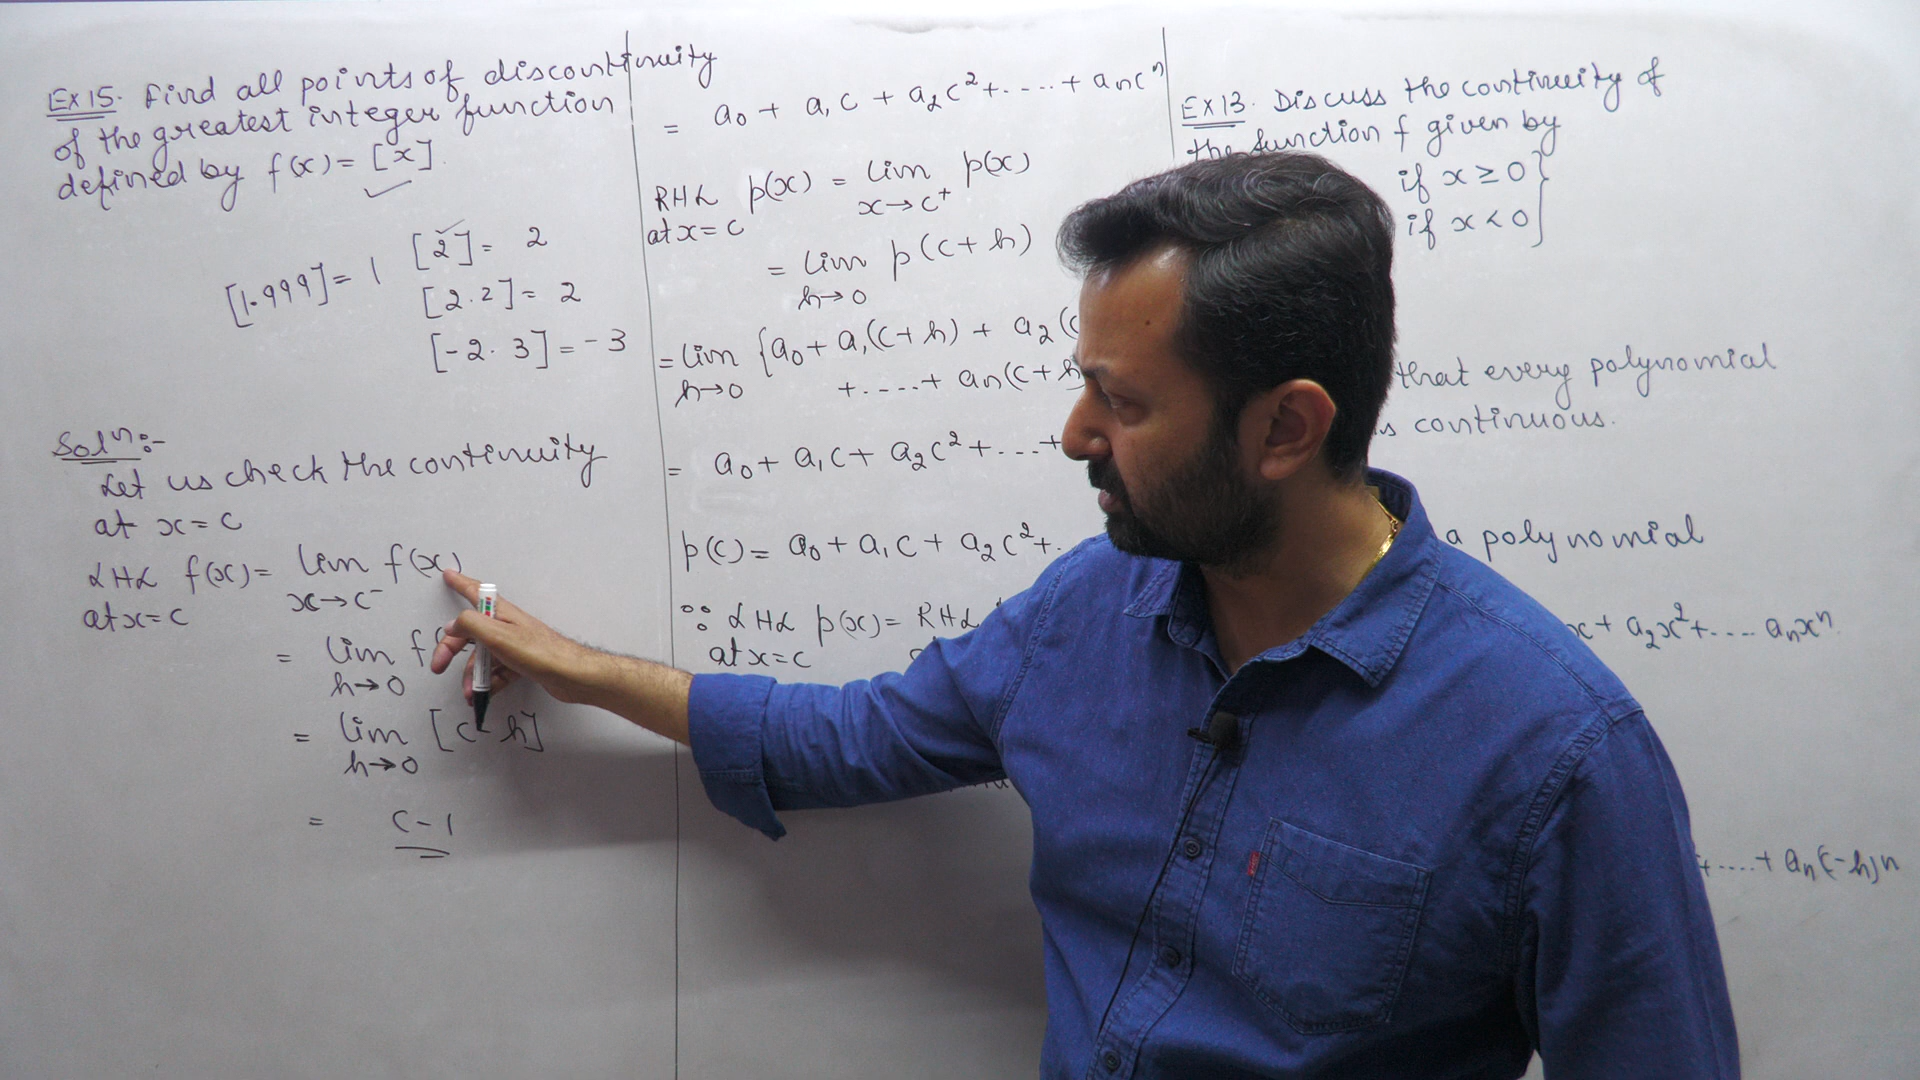 Ex 15. Find all points of discontinuity
of the greatest integer function
defined by f(x) = [x].
[1.999] = 1
[2] = 2
[2.2] = 2
[-2.3] = -3
Solⁿ:-
Let us check the continuity
at x = c
LHL f(x) = lim f(x)
at x = c x→c⁻
= lim f(
h→0
= lim [c-h]
h→0
= c-1
= a₀ + a₁c + a₂c² + ..... + aₙcⁿ
RHL p(x) = lim p(x)
at x = c x→c⁺
= lim p(c+h)
h→0
= lim {a₀ + a₁(c+h) + a₂(c
h→0 + ..... + aₙ(c+h
= a₀ + a₁c + a₂c² + .... +
p(c) = a₀ + a₁c + a₂c² + .
∵ LHL p(x) = RHL
at x = c
Ex 13. Discuss the continuity of
the function f given by
if x ≥ 0
if x < 0 }
that every polynomial
is continuous.
a polynomial
x + a₂x² + .... aₙxⁿ
+ .... + aₙ(-h)n